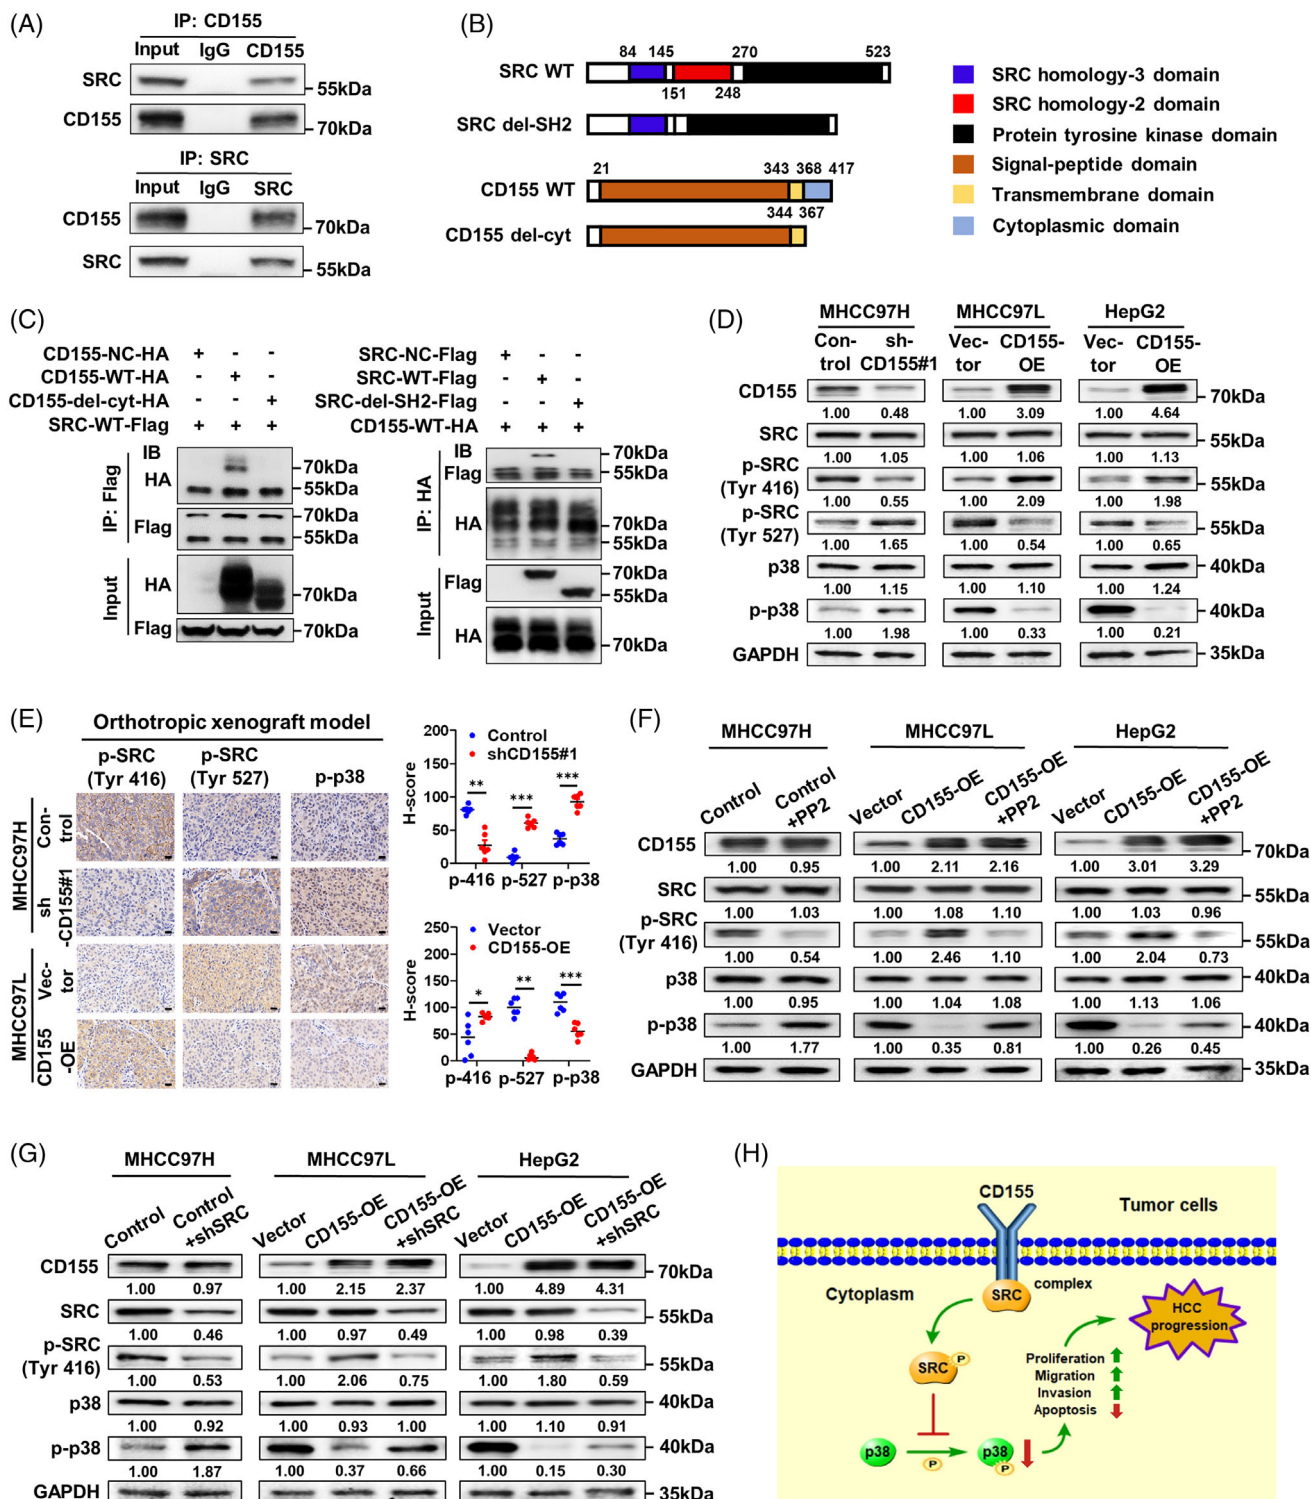 (A)
IP: CD155
Input IgG CD155
SRC
55kDa
CD155
70kDa
IP: SRC
Input IgG SRC
CD155
70kDa
SRC
55kDa
(B)
84 145 270 523
SRC WT
151 248
SRC del-SH2
21 343 368 417
CD155 WT
344 367
CD155 del-cyt
SRC homology-3 domain
SRC homology-2 domain
Protein tyrosine kinase domain
Signal-peptide domain
Transmembrane domain
Cytoplasmic domain
(C)
CD155-NC-HA + - -
CD155-WT-HA - + -
CD155-del-cyt-HA - - +
SRC-WT-Flag + + +
IB
IP: Flag
HA
70kDa
55kDa
Flag
70kDa
55kDa
Input
HA
70kDa
Flag
70kDa
SRC-NC-Flag + - -
SRC-WT-Flag - + -
SRC-del-SH2-Flag - - +
CD155-WT-HA + + +
IB
IP: HA
Flag
70kDa
55kDa
HA
70kDa
55kDa
Input
Flag
70kDa
55kDa
HA
70kDa
(D)
MHCC97H MHCC97L HepG2
Con- sh- Vec- CD155- Vec- CD155-
trol CD155#1 tor OE tor OE
CD155
70kDa
1.00 0.48 1.00 3.09 1.00 4.64
SRC
55kDa
1.00 1.05 1.00 1.06 1.00 1.13
p-SRC
(Tyr 416)
55kDa
1.00 0.55 1.00 2.09 1.00 1.98
p-SRC
(Tyr 527)
55kDa
1.00 1.65 1.00 0.54 1.00 0.65
p38
40kDa
1.00 1.15 1.00 1.10 1.00 1.24
p-p38
40kDa
1.00 1.98 1.00 0.33 1.00 0.21
GAPDH
35kDa
(E)
Orthotropic xenograft model
p-SRC p-SRC
(Tyr 416) (Tyr 527) p-p38
MHCC97H
Con-
trol
sh
-CD155#1
MHCC97L
Vec-
tor
CD155
-OE
200
150
100
50
0
H-score
Control
shCD155#1
** *** ***
p-416 p-527 p-p38
250
200
150
100
50
0
H-score
Vector
CD155-OE
* ** ***
p-416 p-527 p-p38
(F)
MHCC97H MHCC97L HepG2
Control
Control
+PP2
Vector
CD155-OE
CD155-OE
+PP2
Vector
CD155-OE
CD155-OE
+PP2
CD155
70kDa
1.00 0.95 1.00 2.11 2.16 1.00 3.01 3.29
SRC
55kDa
1.00 1.03 1.00 1.08 1.10 1.00 1.03 0.96
p-SRC
(Tyr 416)
55kDa
1.00 0.54 1.00 2.46 1.10 1.00 2.04 0.73
p38
40kDa
1.00 0.95 1.00 1.04 1.08 1.00 1.13 1.06
p-p38
40kDa
1.00 1.77 1.00 0.35 0.81 1.00 0.26 0.45
GAPDH
35kDa
(G)
MHCC97H MHCC97L HepG2
Control
Control
+shSRC
Vector
CD155-OE
CD155-OE
+shSRC
Vector
CD155-OE
CD155-OE
+shSRC
CD155
70kDa
1.00 0.97 1.00 2.15 2.37 1.00 4.89 4.31
SRC
55kDa
1.00 0.46 1.00 0.97 0.49 1.00 0.98 0.39
p-SRC
(Tyr 416)
55kDa
1.00 0.53 1.00 2.06 0.75 1.00 1.80 0.59
p38
40kDa
1.00 0.92 1.00 0.93 1.00 1.00 1.10 0.91
p-p38
40kDa
1.00 1.87 1.00 0.37 0.66 1.00 0.15 0.30
GAPDH
35kDa
(H)
CD155
Tumor cells
SRC
complex
Cytoplasm
HCC
progression
SRC P
Proliferation
Migration
Invasion
Apoptosis
p38
P
p38
P